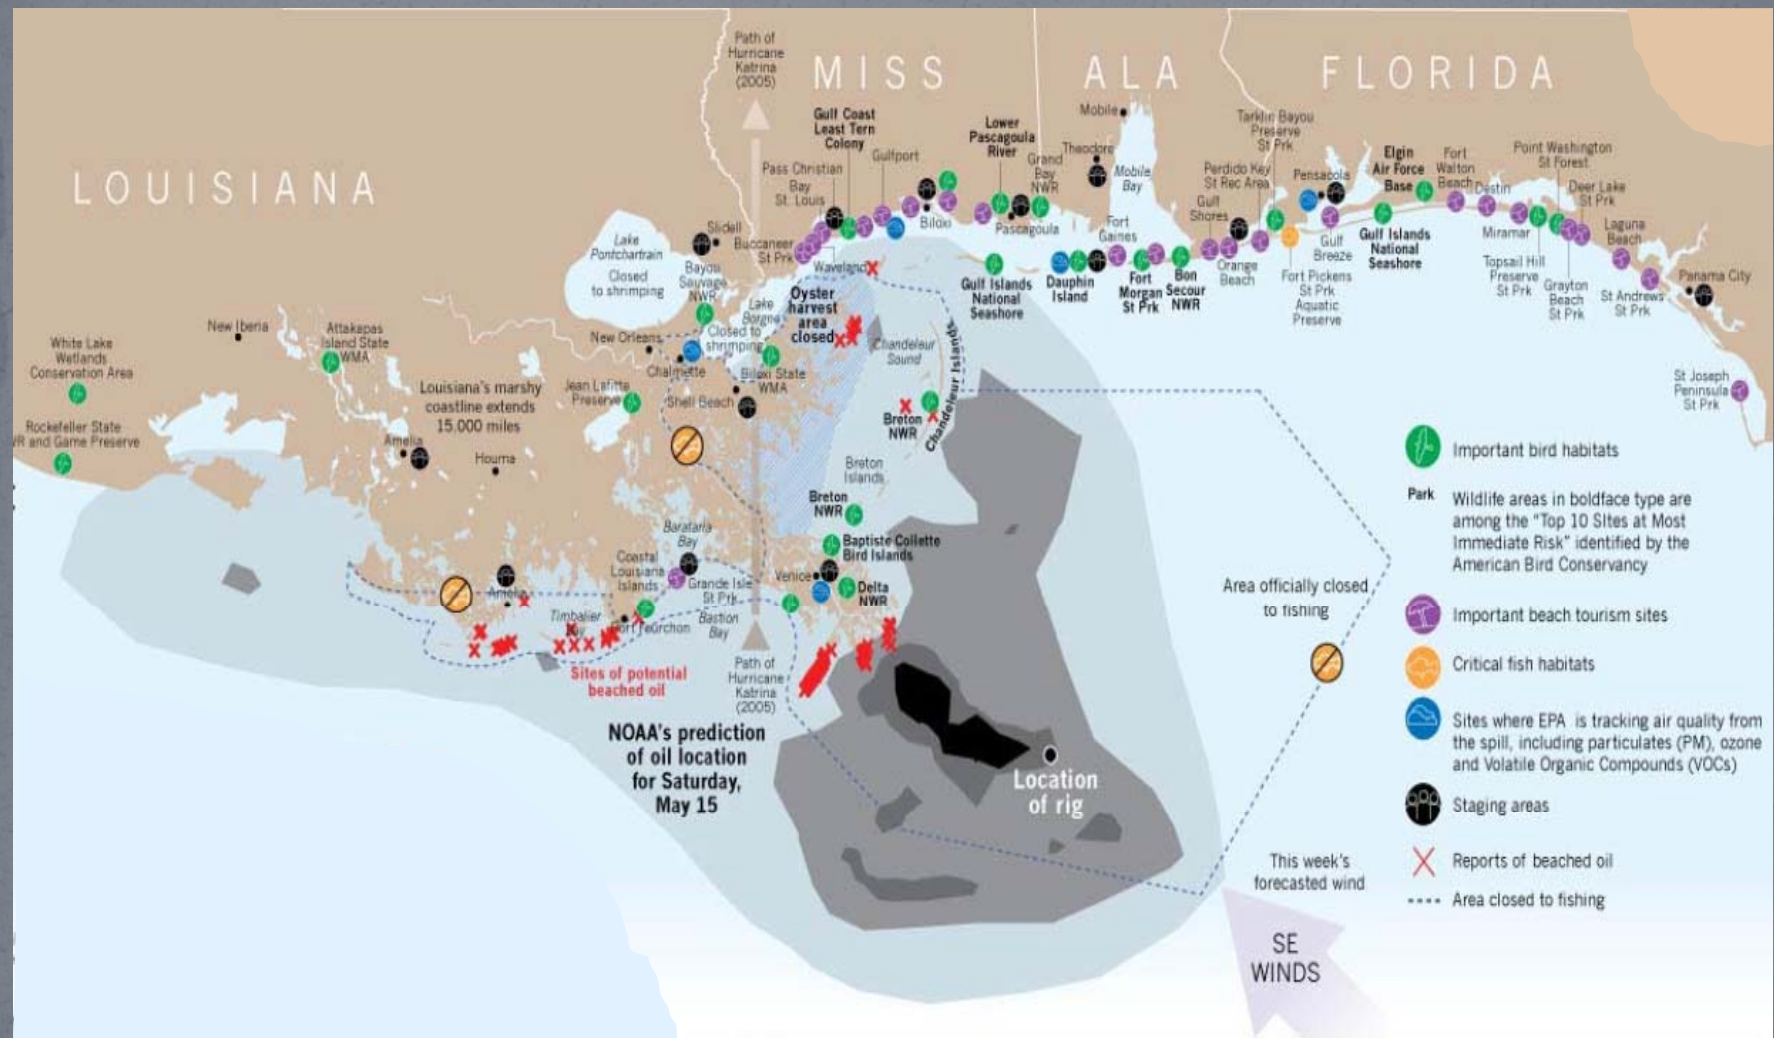 MISS
ALA
FLORIDA
LOUISIANA
Path of
Hurricane
Katrina
(2005)
Gulf Coast
Least Tern
Colony
Lower
Pascagoula
River
Mobile
Tarkiln Bayou
Preserve
St Prk
Gulfport
Pass Christian
Bay
St. Louis
Grand
Bay
NWR
Theodore
Mobile
Bay
Perdido Key
St Rec Area
Pensacola
Elgin
Air Force
Base
Fort
Walton
Beach
Destin
Point Washington
St Forest
Deer Lake
St Prk
Gulf
Shores
Slidell
Buccaneer
St Prk
Waveland
Biloxi
Pascagoula
Fort
Gaines
Lake
Pontchartrain
Closed
to shrimping
Bayou
Sauvage
NWR
Gulf Islands
National
Seashore
Dauphin
Island
Fort
Morgan
St Prk
Bon
Secour
NWR
Orange
Beach
Gulf
Breeze
Fort Pickens
St Prk
Aquatic
Preserve
Gulf Islands
National
Seashore
Miramar
Topsail Hill
Preserve
St Prk
Grayton
Beach
St Prk
Laguna
Beach
St Andrews
St Prk
Panama City
St Joseph
Peninsula
St Prk
Oyster
harvest
area
closed
Lake
Borgne
Closed to
shrimping
New Iberia
Attakapas
Island State
WMA
White Lake
Wetlands
Conservation Area
New Orleans
Chalmette
Biloxi State
WMA
Chandeleur
Sound
Chandeleur Islands
Louisiana's marshy
coastline extends
15.000 miles
Jean Lafitte
Preserve
Shell Beach
Breton
NWR
Rockefeller State
WR and Game Preserve
Amelia
Houma
Breton
Islands
Breton
NWR
Barataria
Bay
Baptiste Collette
Bird Islands
Coastal
Louisiana
Islands
Grande Isle
St Prk
Venice
Delta
NWR
Amelia
Timbalier
Bay
Port Feurchon
Bastion
Bay
Sites of potential
beached oil
Path of
Hurricane
Katrina
(2005)
NOAA's prediction
of oil location
for Saturday,
May 15
Location
of rig
Area officially closed
to fishing
This week's
forecasted wind
SE
WINDS
Important bird habitats
Park Wildlife areas in boldface type are
among the "Top 10 SItes at Most
Immediate Risk" identified by the
American Bird Conservancy
Important beach tourism sites
Critical fish habitats
Sites where EPA is tracking air quality from
the spill, including particulates (PM), ozone
and Volatile Organic Compounds (VOCs)
Staging areas
Reports of beached oil
Area closed to fishing